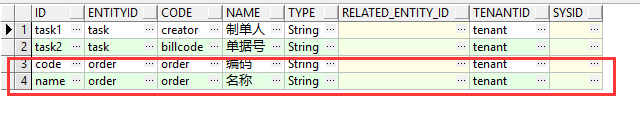 ID ENTITYID CODE NAME TYPE RELATED_ENTITY_ID TENANTID SYSID
1 task1 ··· task ··· creator ··· 制单人 ··· String ··· ··· tenant ··· ···
2 task2 ··· task ··· billcode ··· 单据号 ··· String ··· ··· tenant ··· ···
3 code ··· order ··· order ··· 编码 ··· String ··· ··· tenant ··· ···
4 name ··· order ··· order ··· 名称 ··· String ··· ··· tenant ··· ···